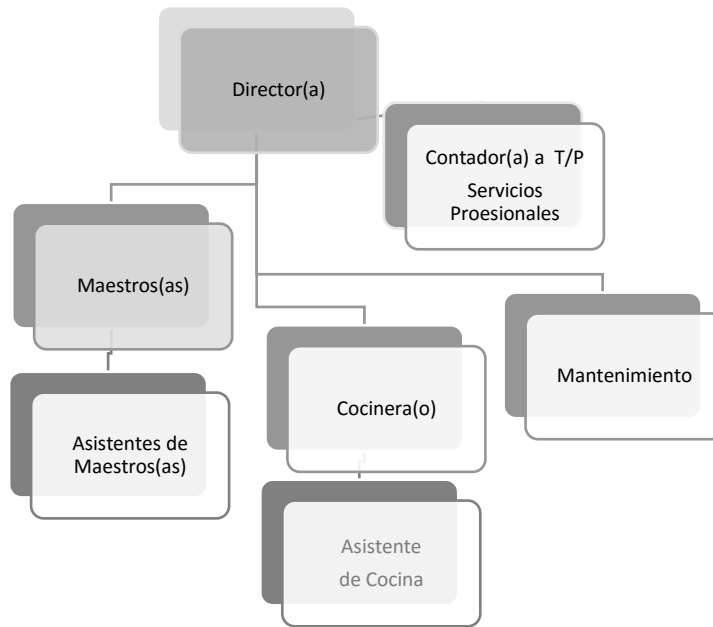 Director(a)
Contador(a) a T/P
Servicios
Proesionales
Maestros(as)
Mantenimiento
Cocinera(o)
Asistentes de
Maestros(as)
Asistente
de Cocina